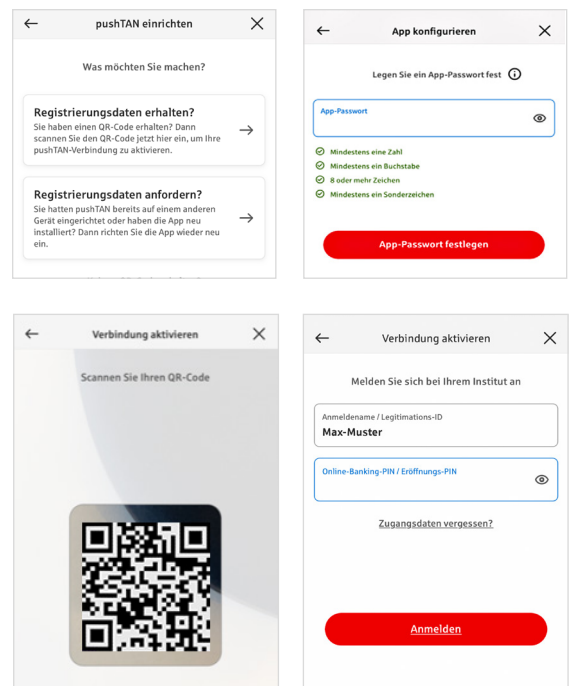 pushTAN einrichten
Was möchten Sie machen?
Registrierungsdaten erhalten?
Sie haben einen QR-Code erhalten? Dann
scannen Sie den QR-Code jetzt hier ein, um Ihre
pushTAN-Verbindung zu aktivieren.
Registrierungsdaten anfordern?
Sie hatten pushTAN bereits auf einem anderen
Gerät eingerichtet oder haben die App neu
installiert? Dann richten Sie die App wieder neu
ein.
App konfigurieren
Legen Sie ein App-Passwort fest
App-Passwort
Mindestens eine Zahl
Mindestens ein Buchstabe
8 oder mehr Zeichen
Mindestens ein Sonderzeichen
App-Passwort festlegen
Verbindung aktivieren
Scannen Sie Ihren QR-Code
Verbindung aktivieren
Melden Sie sich bei Ihrem Institut an
Anmeldename / Legitimations-ID
Max-Muster
Online-Banking-PIN / Eröffnungs-PIN
Zugangsdaten vergessen?
Anmelden